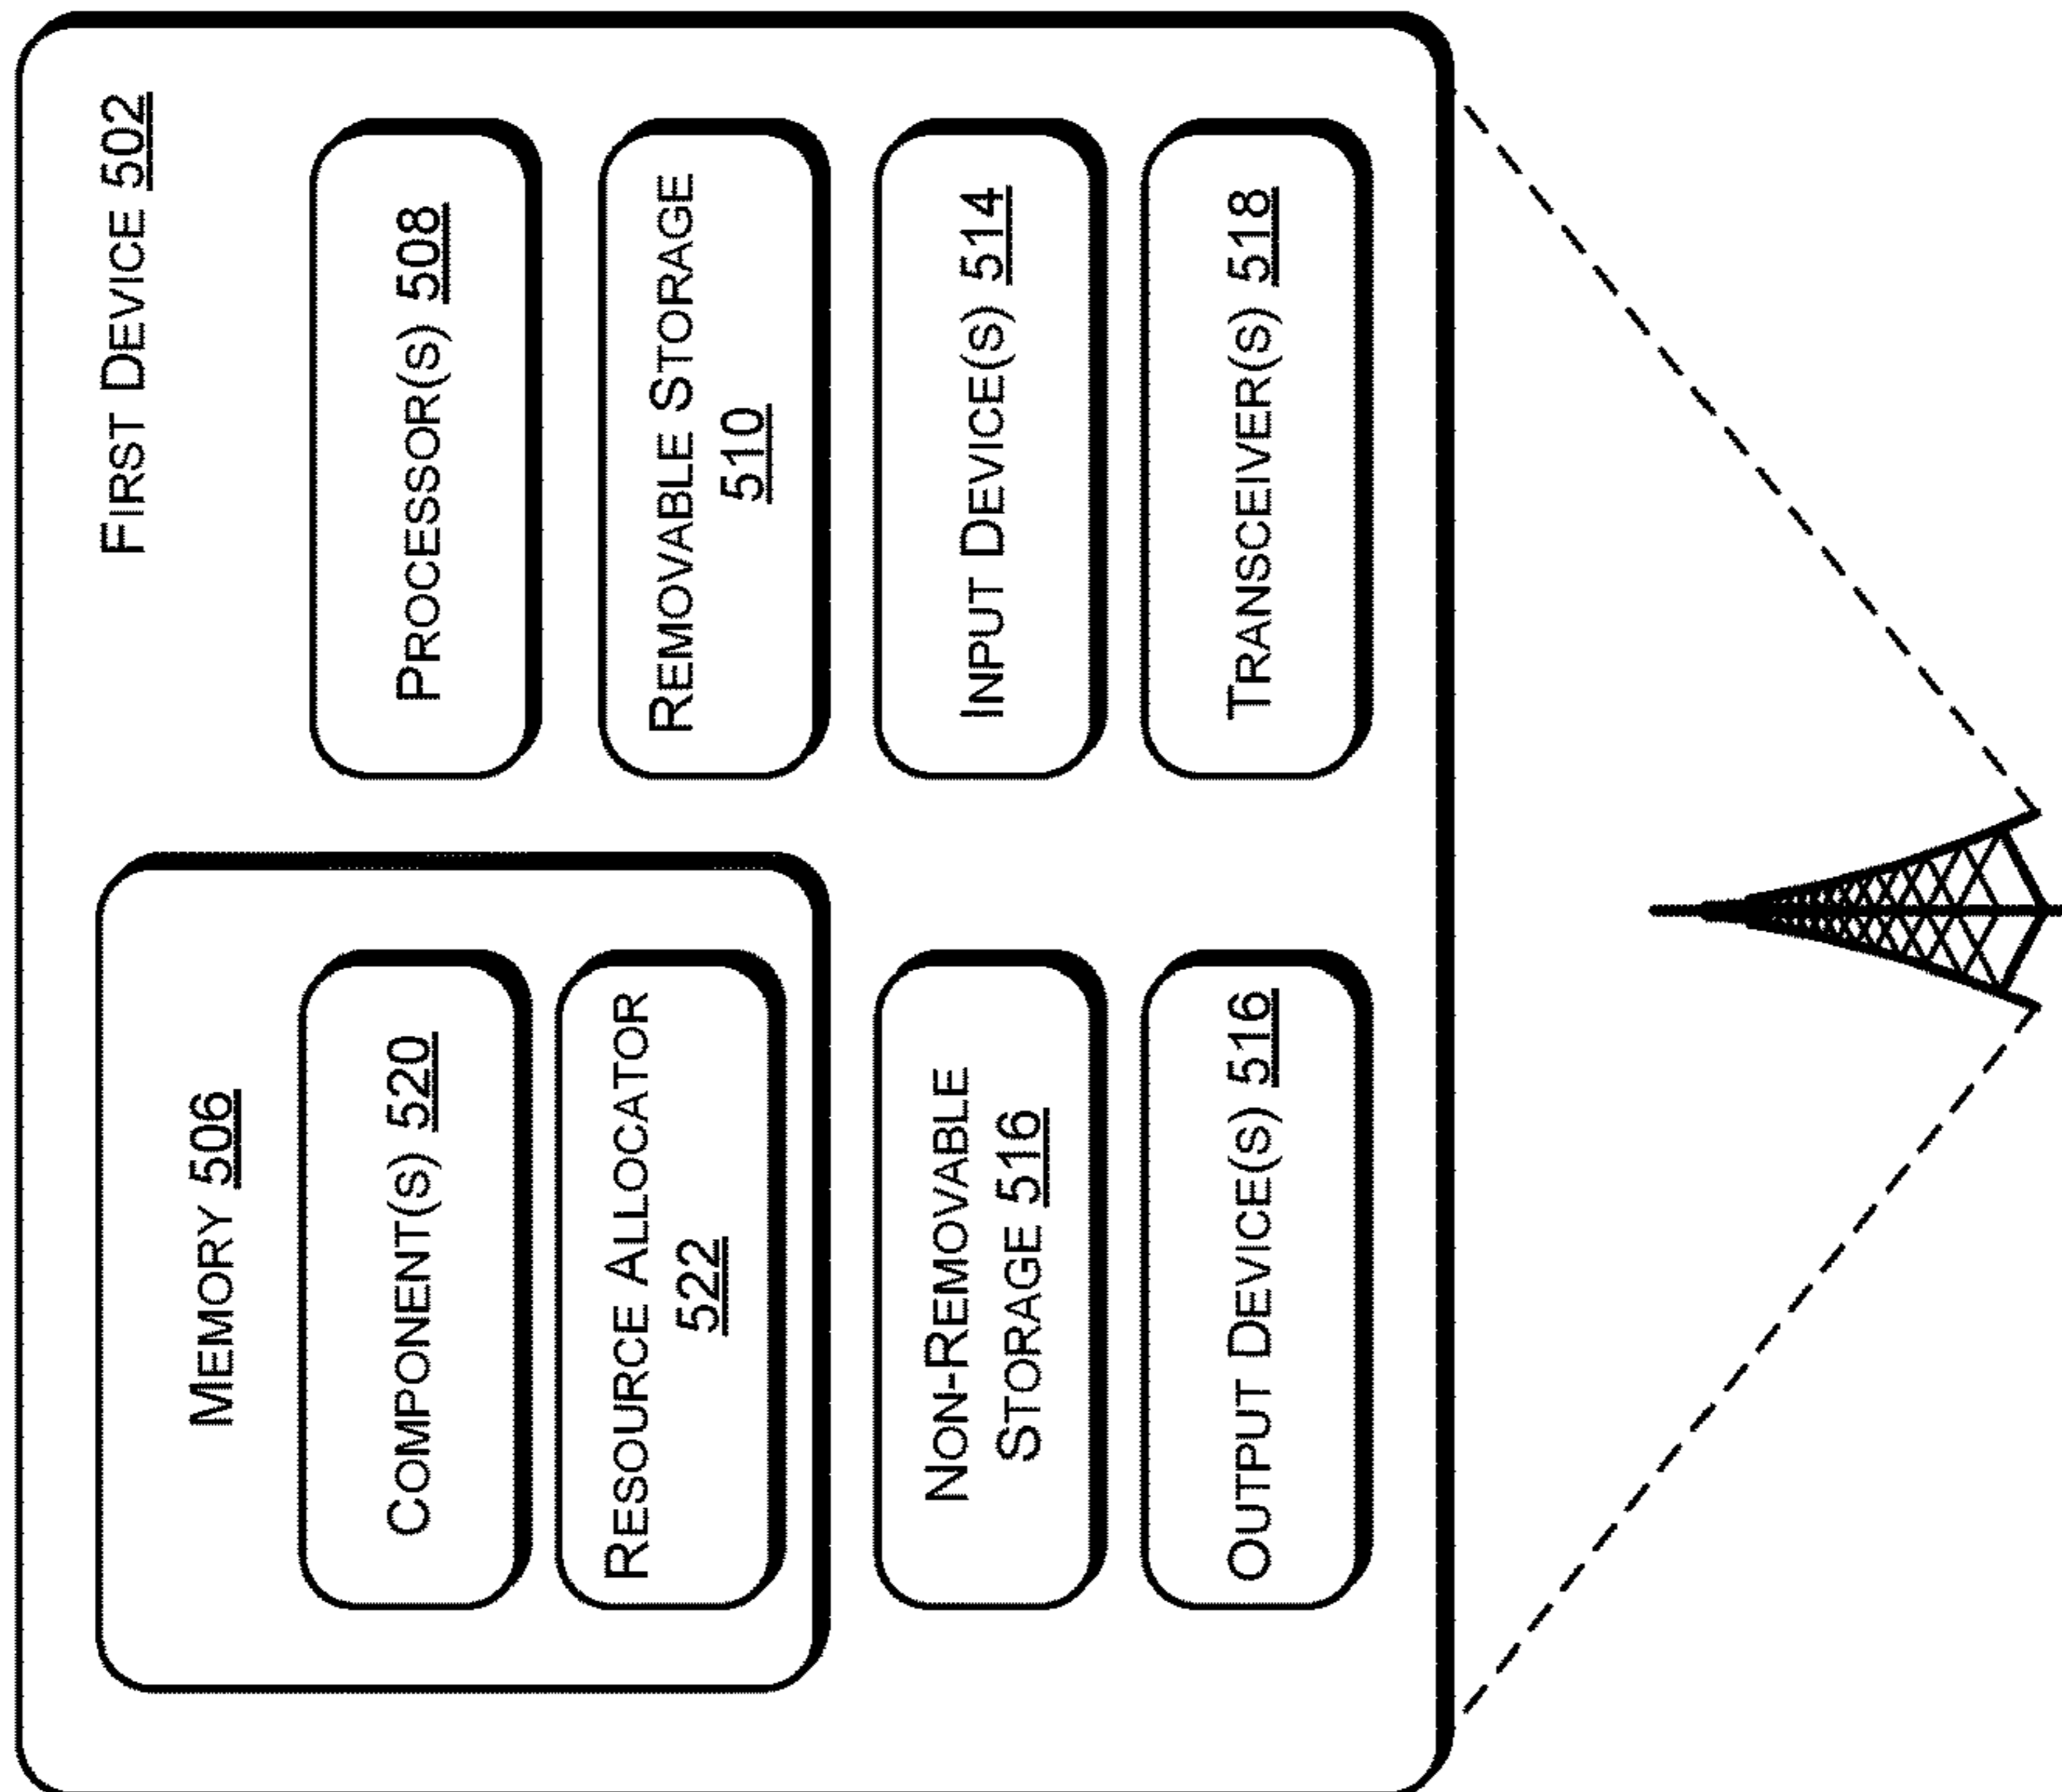 FIRST DEVICE 502
MEMORY 506
COMPONENT(S) 520
RESOURCE ALLOCATOR
522
PROCESSOR(S) 508
REMOVABLE STORAGE
510
NON-REMOVABLE
STORAGE 516
INPUT DEVICE(S) 514
OUTPUT DEVICE(S) 516
TRANSCEIVER(S) 518